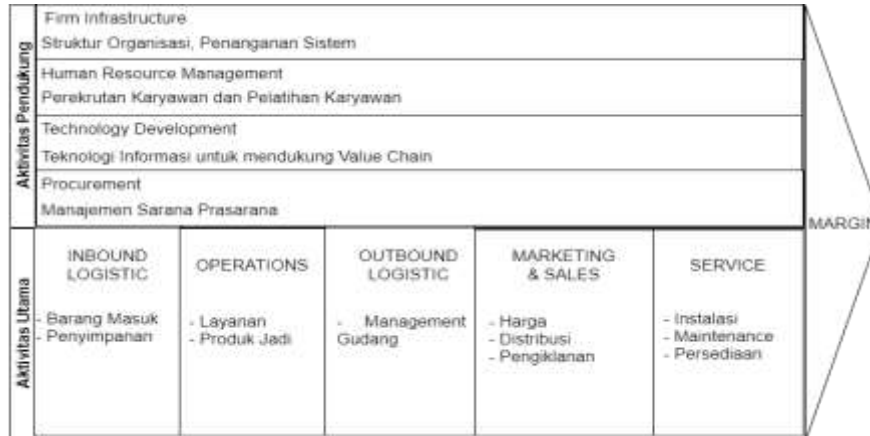 Aktivitas Pendukung
Firm Infrastructure
Struktur Organisasi, Penanganan Sistem
Human Resource Management
Perekrutan Karyawan dan Pelatihan Karyawan
Technology Development
Teknologi Informasi untuk mendukung Value Chain
Procurement
Manajemen Sarana Prasarana
MARGIN
Aktivitas Utama
INBOUND
LOGISTIC
- Barang Masuk
- Penyimpanan
OPERATIONS
- Layanan
- Produk Jadi
OUTBOUND
LOGISTIC
- Management
Gudang
MARKETING
& SALES
- Harga
- Distribusi
- Pengiklanan
SERVICE
- Instalasi
- Maintenance
- Persediaan